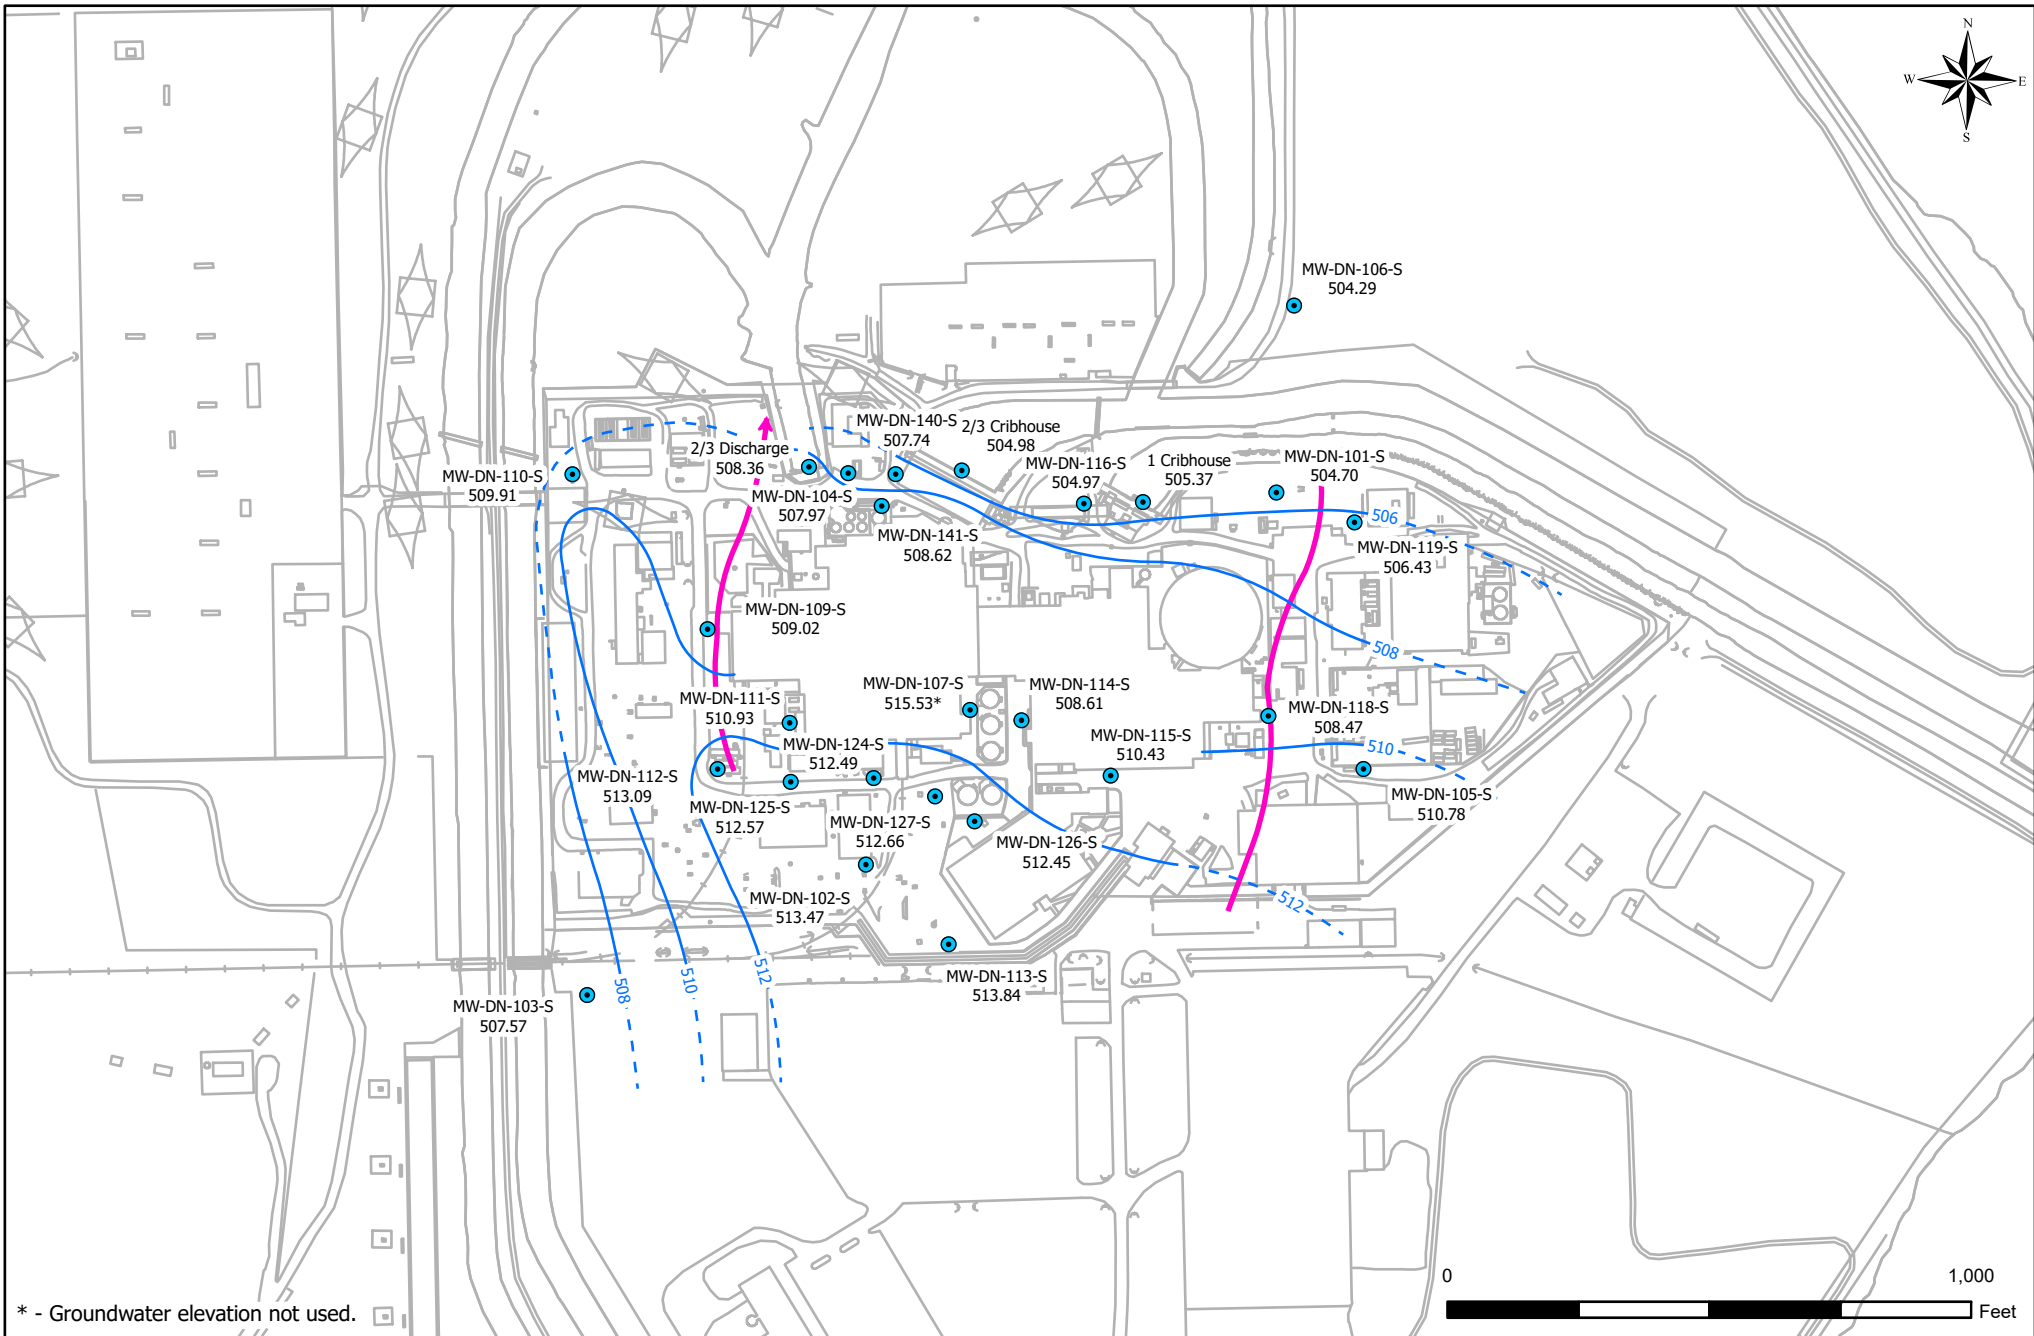 N
W
E
S
MW-DN-106-S
504.29
MW-DN-140-S
507.74
2/3 Cribhouse
504.98
2/3 Discharge
508.36
MW-DN-116-S
504.97
1 Cribhouse
505.37
MW-DN-101-S
504.70
MW-DN-110-S
509.91
MW-DN-104-S
507.97
506
MW-DN-141-S
508.62
MW-DN-119-S
506.43
MW-DN-109-S
509.02
508
MW-DN-107-S
515.53*
MW-DN-114-S
508.61
MW-DN-111-S
510.93
MW-DN-118-S
508.47
MW-DN-115-S
510.43
MW-DN-124-S
512.49
510
MW-DN-112-S
513.09
MW-DN-105-S
510.78
MW-DN-125-S
512.57
MW-DN-127-S
512.66
MW-DN-126-S
512.45
MW-DN-102-S
513.47
512
508
510
512
MW-DN-113-S
513.84
MW-DN-103-S
507.57
0
1,000
Feet
* - Groundwater elevation not used.